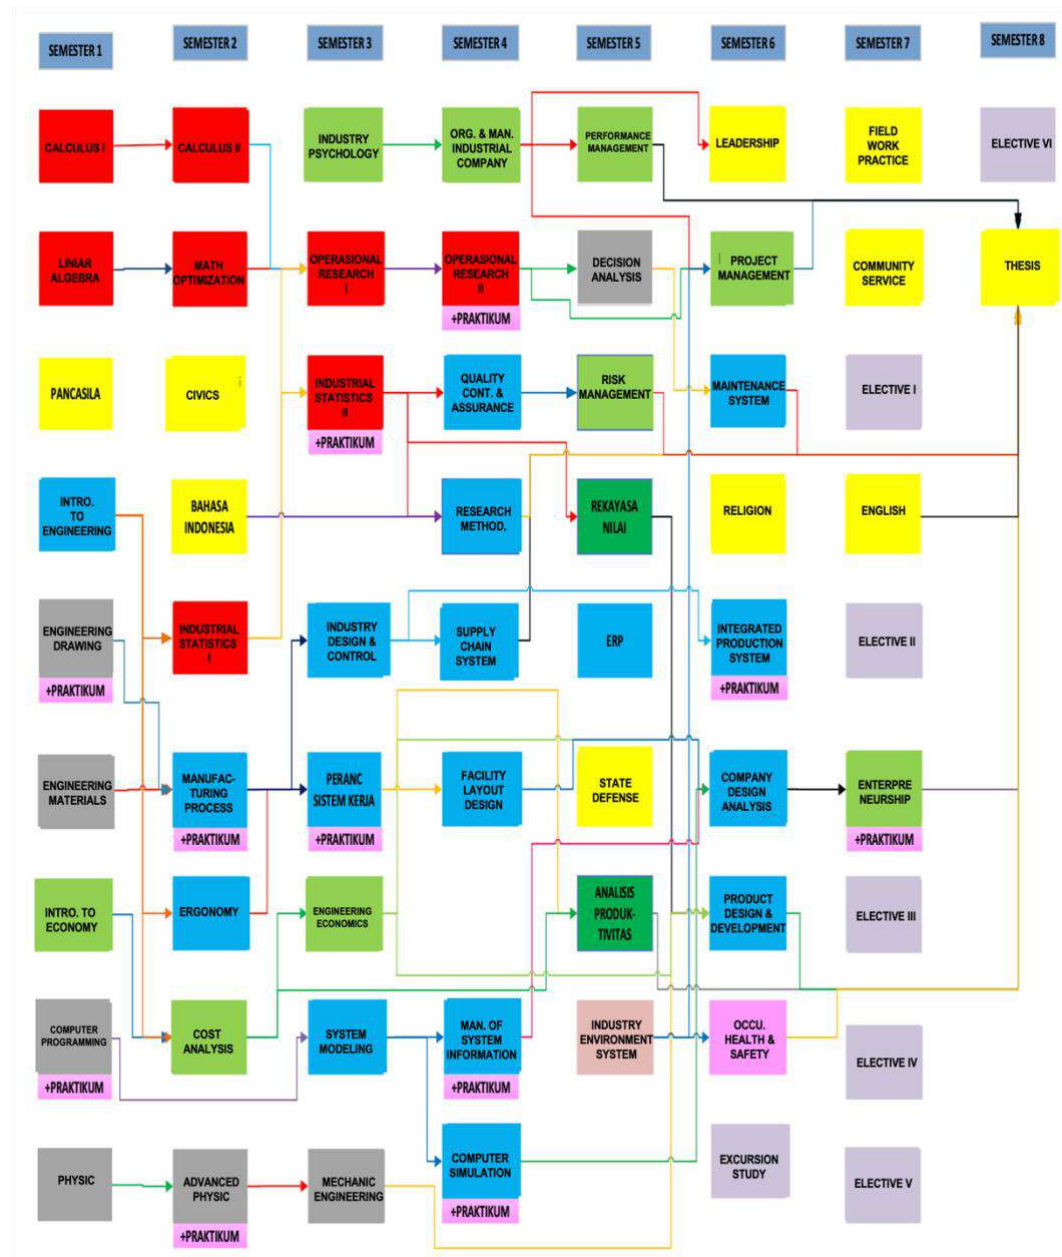 SEMESTER 1
SEMESTER 2
SEMESTER 3
SEMESTER 4
SEMESTER 5
SEMESTER 6
SEMESTER 7
SEMESTER 8
CALCULUS I
CALCULUS II
INDUSTRY
PSYCHOLOGY
ORG. & MAN.
INDUSTRIAL
COMPANY
PERFORMANCE
MANAGEMENT
LEADERSHIP
FIELD
WORK
PRACTICE
ELECTIVE VI
LINIAR
ALGEBRA
MATH
OPTIMIZATION
OPERASIONAL
RESEARCH
I
OPERASIONAL
RESEARCH
II
+PRAKTIKUM
DECISION
ANALYSIS
PROJECT
MANAGEMENT
COMMUNITY
SERVICE
THESIS
PANCASILA
CIVICS
INDUSTRIAL
STATISTICS
II
+PRAKTIKUM
QUALITY
CONT. &
ASSURANCE
RISK
MANAGEMENT
MAINTENANCE
SYSTEM
ELECTIVE I
INTRO.
TO
ENGINEERING
BAHASA
INDONESIA
RESEARCH
METHOD.
REKAYASA
NILAI
RELIGION
ENGLISH
ENGINEERING
DRAWING
+PRAKTIKUM
INDUSTRIAL
STATISTICS
I
INDUSTRY
DESIGN &
CONTROL
SUPPLY
CHAIN
SYSTEM
ERP
INTEGRATED
PRODUCTION
SYSTEM
+PRAKTIKUM
ELECTIVE II
ENGINEERING
MATERIALS
MANUFAC-
TURING
PROCESS
+PRAKTIKUM
PERANC
SISTEM KERJA
+PRAKTIKUM
FACILITY
LAYOUT
DESIGN
STATE
DEFENSE
COMPANY
DESIGN
ANALYSIS
ENTERPRE
NEURSHIP
+PRAKTIKUM
INTRO. TO
ECONOMY
ERGONOMY
ENGINEERING
ECONOMICS
ANALISIS
PRODUK-
TIVITAS
PRODUCT
DESIGN &
DEVELOPMENT
ELECTIVE III
COMPUTER
PROGRAMMING
+PRAKTIKUM
COST
ANALYSIS
SYSTEM
MODELING
MAN. OF
SYSTEM
INFORMATION
+PRAKTIKUM
INDUSTRY
ENVIRONMENT
SYSTEM
OCCU.
HEALTH &
SAFETY
ELECTIVE IV
PHYSIC
ADVANCED
PHYSIC
+PRAKTIKUM
MECHANIC
ENGINEERING
COMPUTER
SIMULATION
+PRAKTIKUM
EXCURSION
STUDY
ELECTIVE V